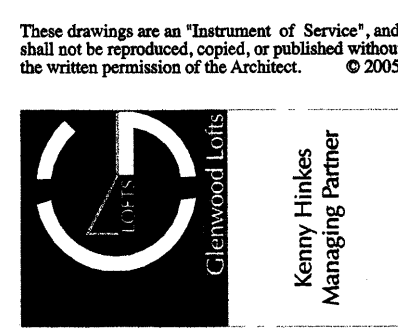 These drawings are an "Instrument of Service", and
shall not be reproduced, copied, or published withou
the written permission of the Architect. © 2005
LOFTS
Glenwood Lofts
Kenny Hinkes
Managing Partner